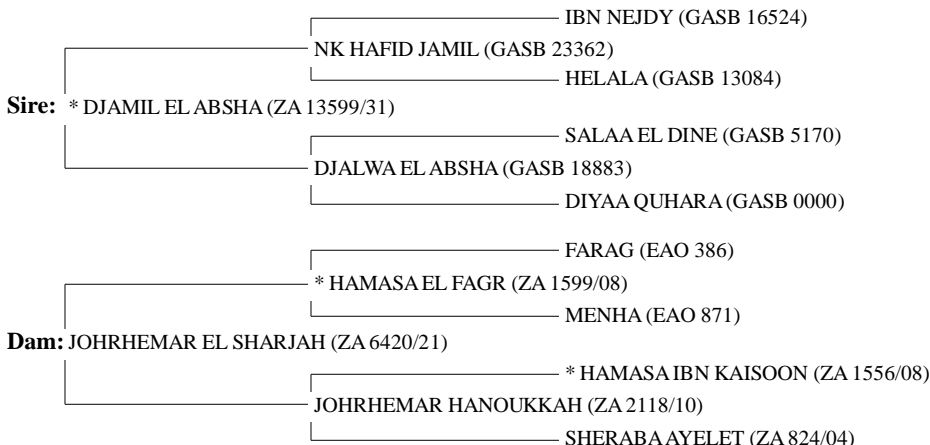 IBN NEJDY (GASB 16524)
NK HAFID JAMIL (GASB 23362)
HELALA (GASB 13084)
Sire: * DJAMIL EL ABSHA (ZA 13599/31)
SALAA EL DINE (GASB 5170)
DJALWA EL ABSHA (GASB 18883)
DIYAA QUHARA (GASB 0000)
FARAG (EAO 386)
* HAMASA EL FAGR (ZA 1599/08)
MENHA (EAO 871)
Dam: JOHRHEMAR EL SHARJAH (ZA 6420/21)
* HAMASA IBN KAISOON (ZA 1556/08)
JOHRHEMAR HANOUKKAH (ZA 2118/10)
SHERABA AYELET (ZA 824/04)